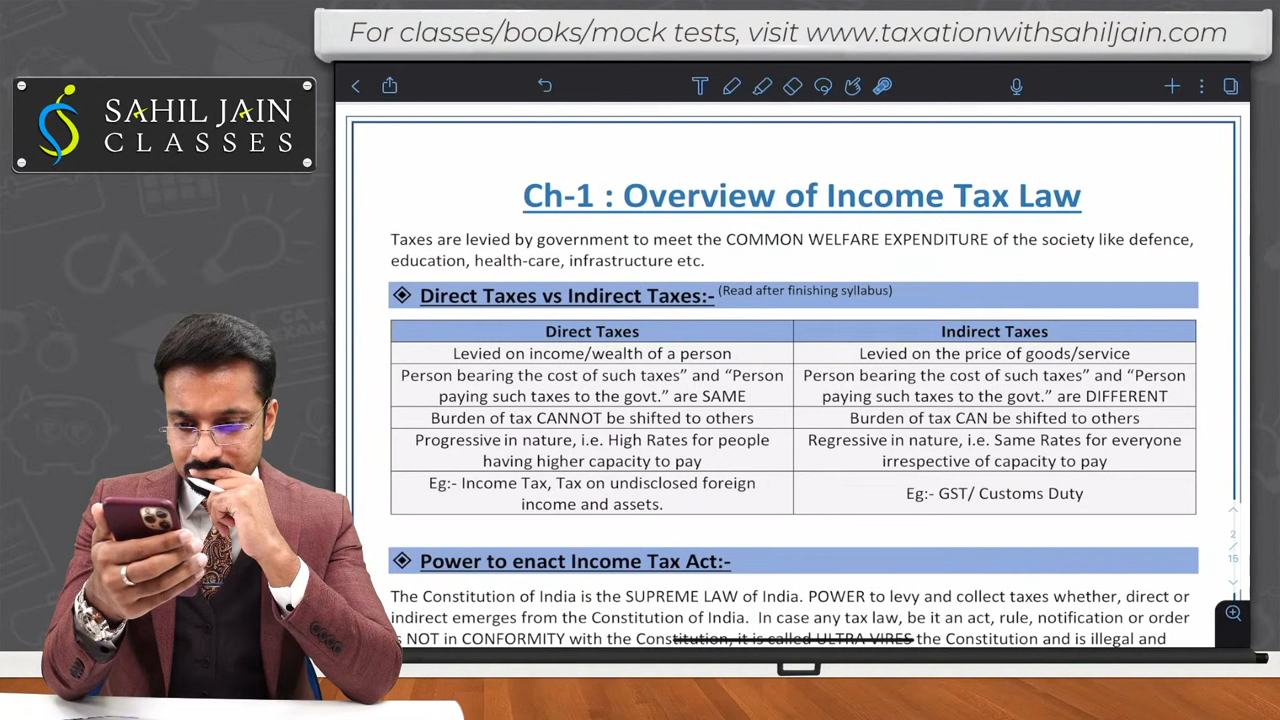 For classes/books/mock tests, visit www.taxationwithsahiljain.com
SAHIL JAIN
CLASSES
Ch-1 : Overview of Income Tax Law
Taxes are levied by government to meet the COMMON WELFARE EXPENDITURE of the society like defence,
education, health-care, infrastructure etc.
Direct Taxes vs Indirect Taxes:- (Read after finishing syllabus)
Direct Taxes
Indirect Taxes
Levied on income/wealth of a person
Levied on the price of goods/service
Person bearing the cost of such taxes” and “Person
paying such taxes to the govt.” are SAME
Person bearing the cost of such taxes” and “Person
paying such taxes to the govt.” are DIFFERENT
Burden of tax CANNOT be shifted to others
Burden of tax CAN be shifted to others
Progressive in nature, i.e. High Rates for people
having higher capacity to pay
Regressive in nature, i.e. Same Rates for everyone
irrespective of capacity to pay
Eg:- Income Tax, Tax on undisclosed foreign
income and assets.
Eg:- GST/ Customs Duty
Power to enact Income Tax Act:-
The Constitution of India is the SUPREME LAW of India. POWER to levy and collect taxes whether, direct or
indirect emerges from the Constitution of India. In case any tax law, be it an act, rule, notification or order
is NOT in CONFORMITY with the Constitution, it is called ULTRA VIRES the Constitution and is illegal and
2
/
15
CA